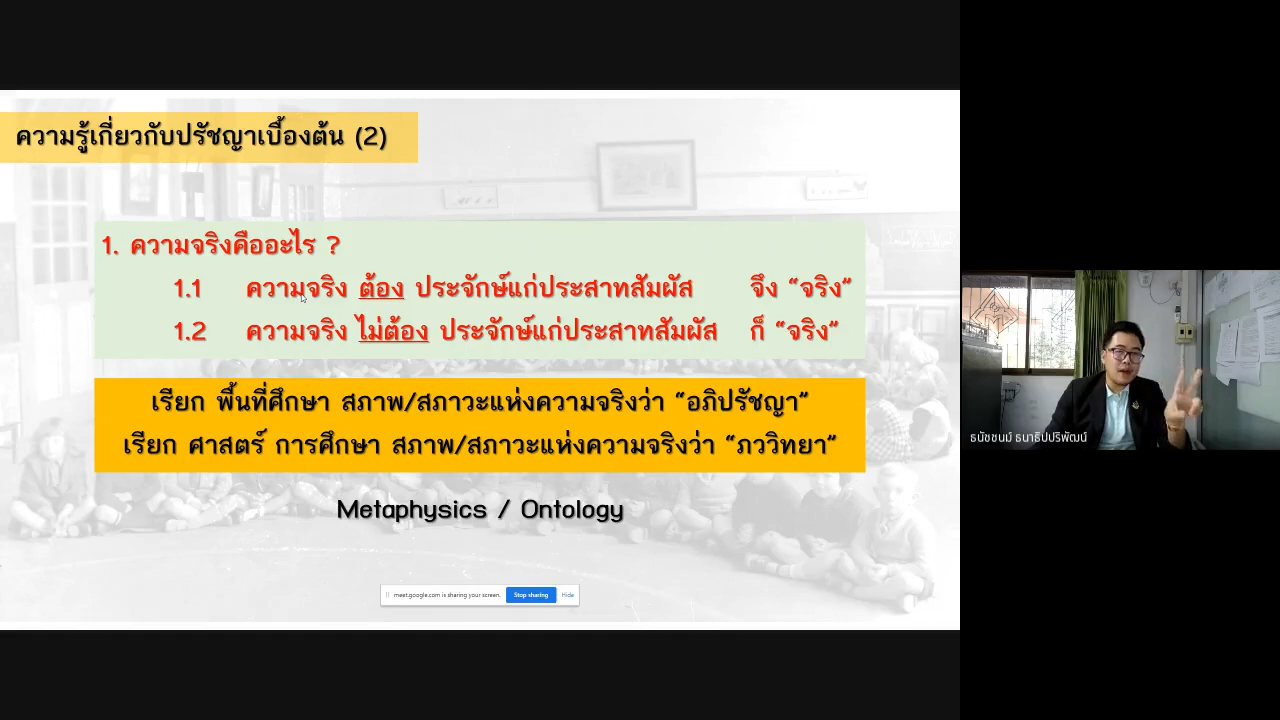 ความรู้เกี่ยวกับปรัชญาเบื้องต้น (2)
1. ความจริงคืออะไร ?
1.1 ความจริง ต้อง ประจักษ์แก่ประสาทสัมผัส จึง “จริง”
1.2 ความจริง ไม่ต้อง ประจักษ์แก่ประสาทสัมผัส ก็ “จริง”
เรียก พื้นที่ศึกษา สภาพ/สภาวะแห่งความจริงว่า “อภิปรัชญา”
เรียก ศาสตร์ การศึกษา สภาพ/สภาวะแห่งความจริงว่า “ภววิทยา”
Metaphysics / Ontology
meet.google.com is sharing your screen. Stop sharing Hide
ธนัชชนม์ ธนาธิปปริพัฒน์